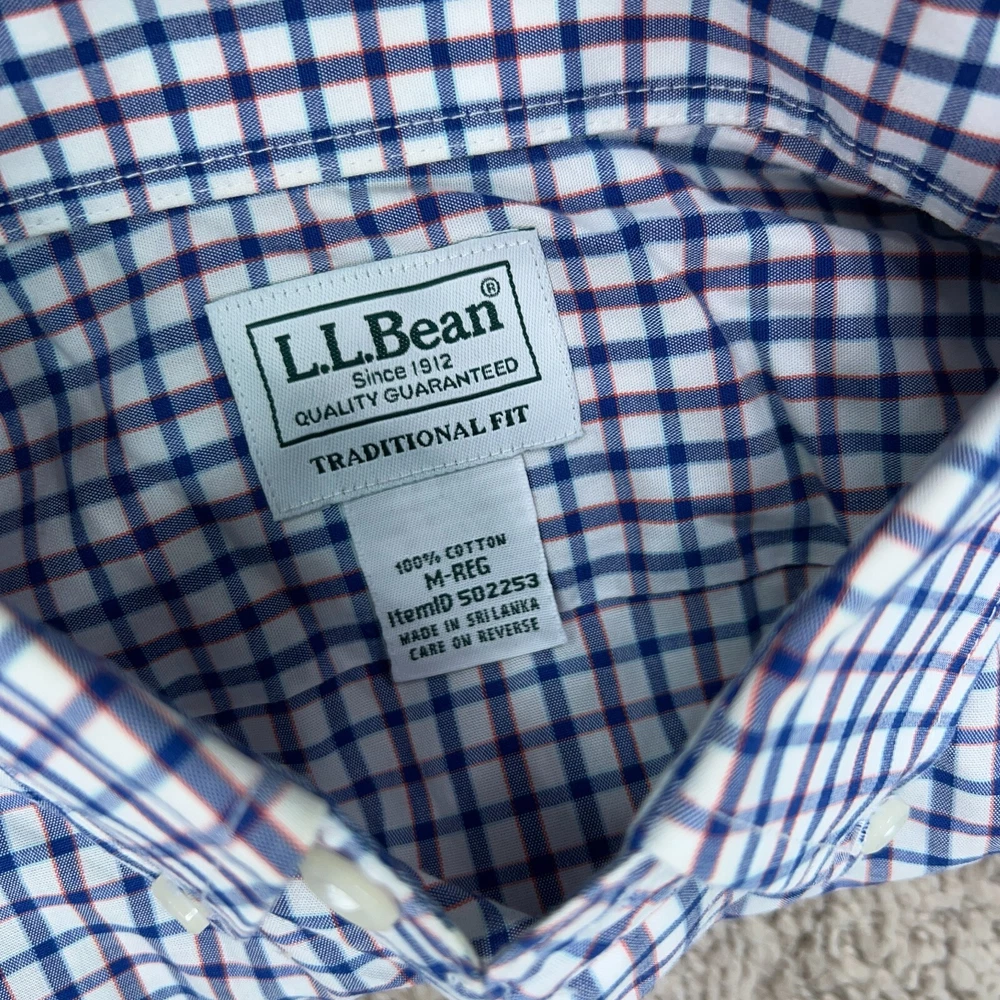 L.L.Bean®
Since 1912
QUALITY GUARANTEED
TRADITIONAL FIT
100% COTTON
M-REG
ItemID 502253
MADE IN SRI LANKA
CARE ON REVERSE